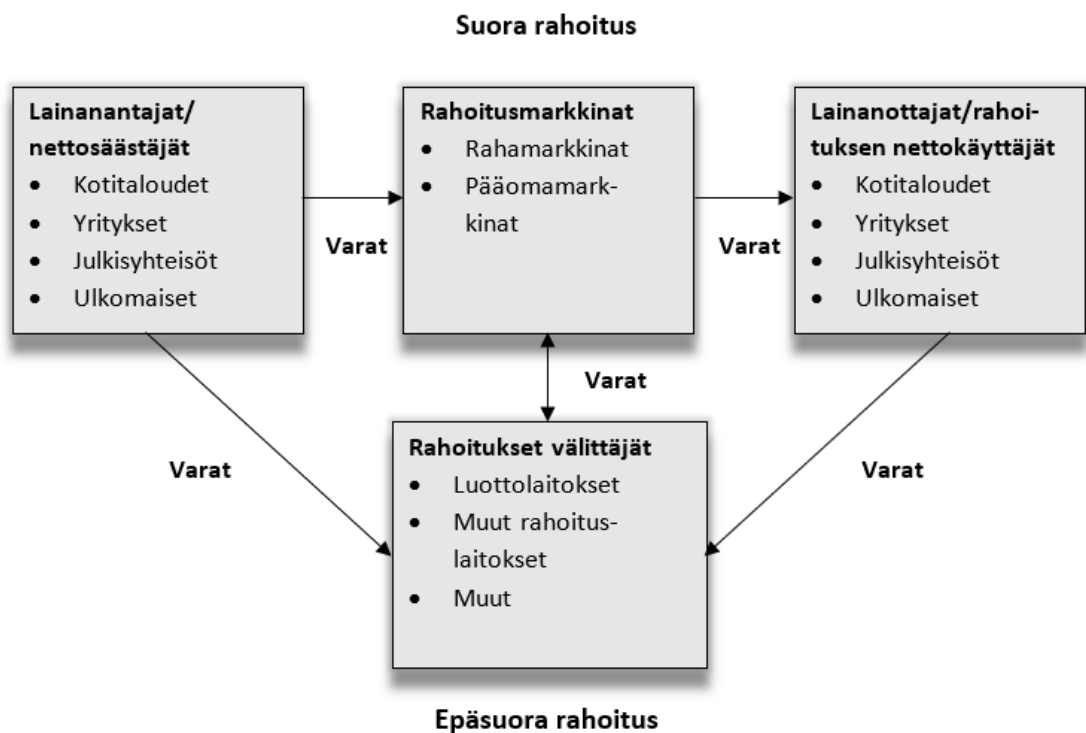 Suora rahoitus
Lainanantajat/
nettosäästäjät
• Kotitaloudet
• Yritykset
• Julkisyhteisöt
• Ulkomaiset
Varat
Rahoitusmarkkinat
• Rahamarkkinat
• Pääomamark-
kinat
Varat
Lainanottajat/rahoi-
tuksen nettokäyttäjät
• Kotitaloudet
• Yritykset
• Julkisyhteisöt
• Ulkomaiset
Varat
Varat
Rahoitukset välittäjät
• Luottolaitokset
• Muut rahoitus-
laitokset
• Muut
Varat
Epäsuora rahoitus